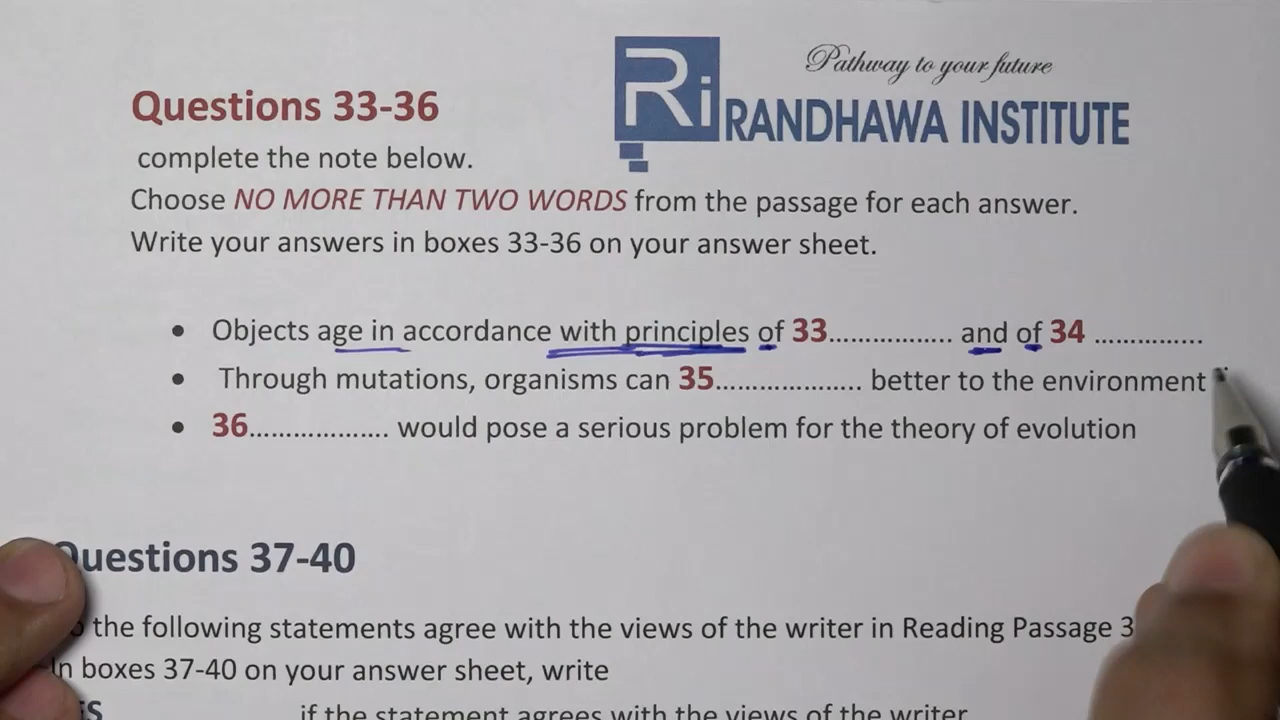 Pathway to your future
Ri RANDHAWA INSTITUTE
Questions 33-36
complete the note below.
Choose NO MORE THAN TWO WORDS from the passage for each answer.
Write your answers in boxes 33-36 on your answer sheet.
• Objects age in accordance with principles of 33.................. and of 34 ...............
• Through mutations, organisms can 35..................... better to the environment
• 36.................... would pose a serious problem for the theory of evolution
Questions 37-40
the following statements agree with the views of the writer in Reading Passage 3
In boxes 37-40 on your answer sheet, write
if the statement agrees with the views of the writer